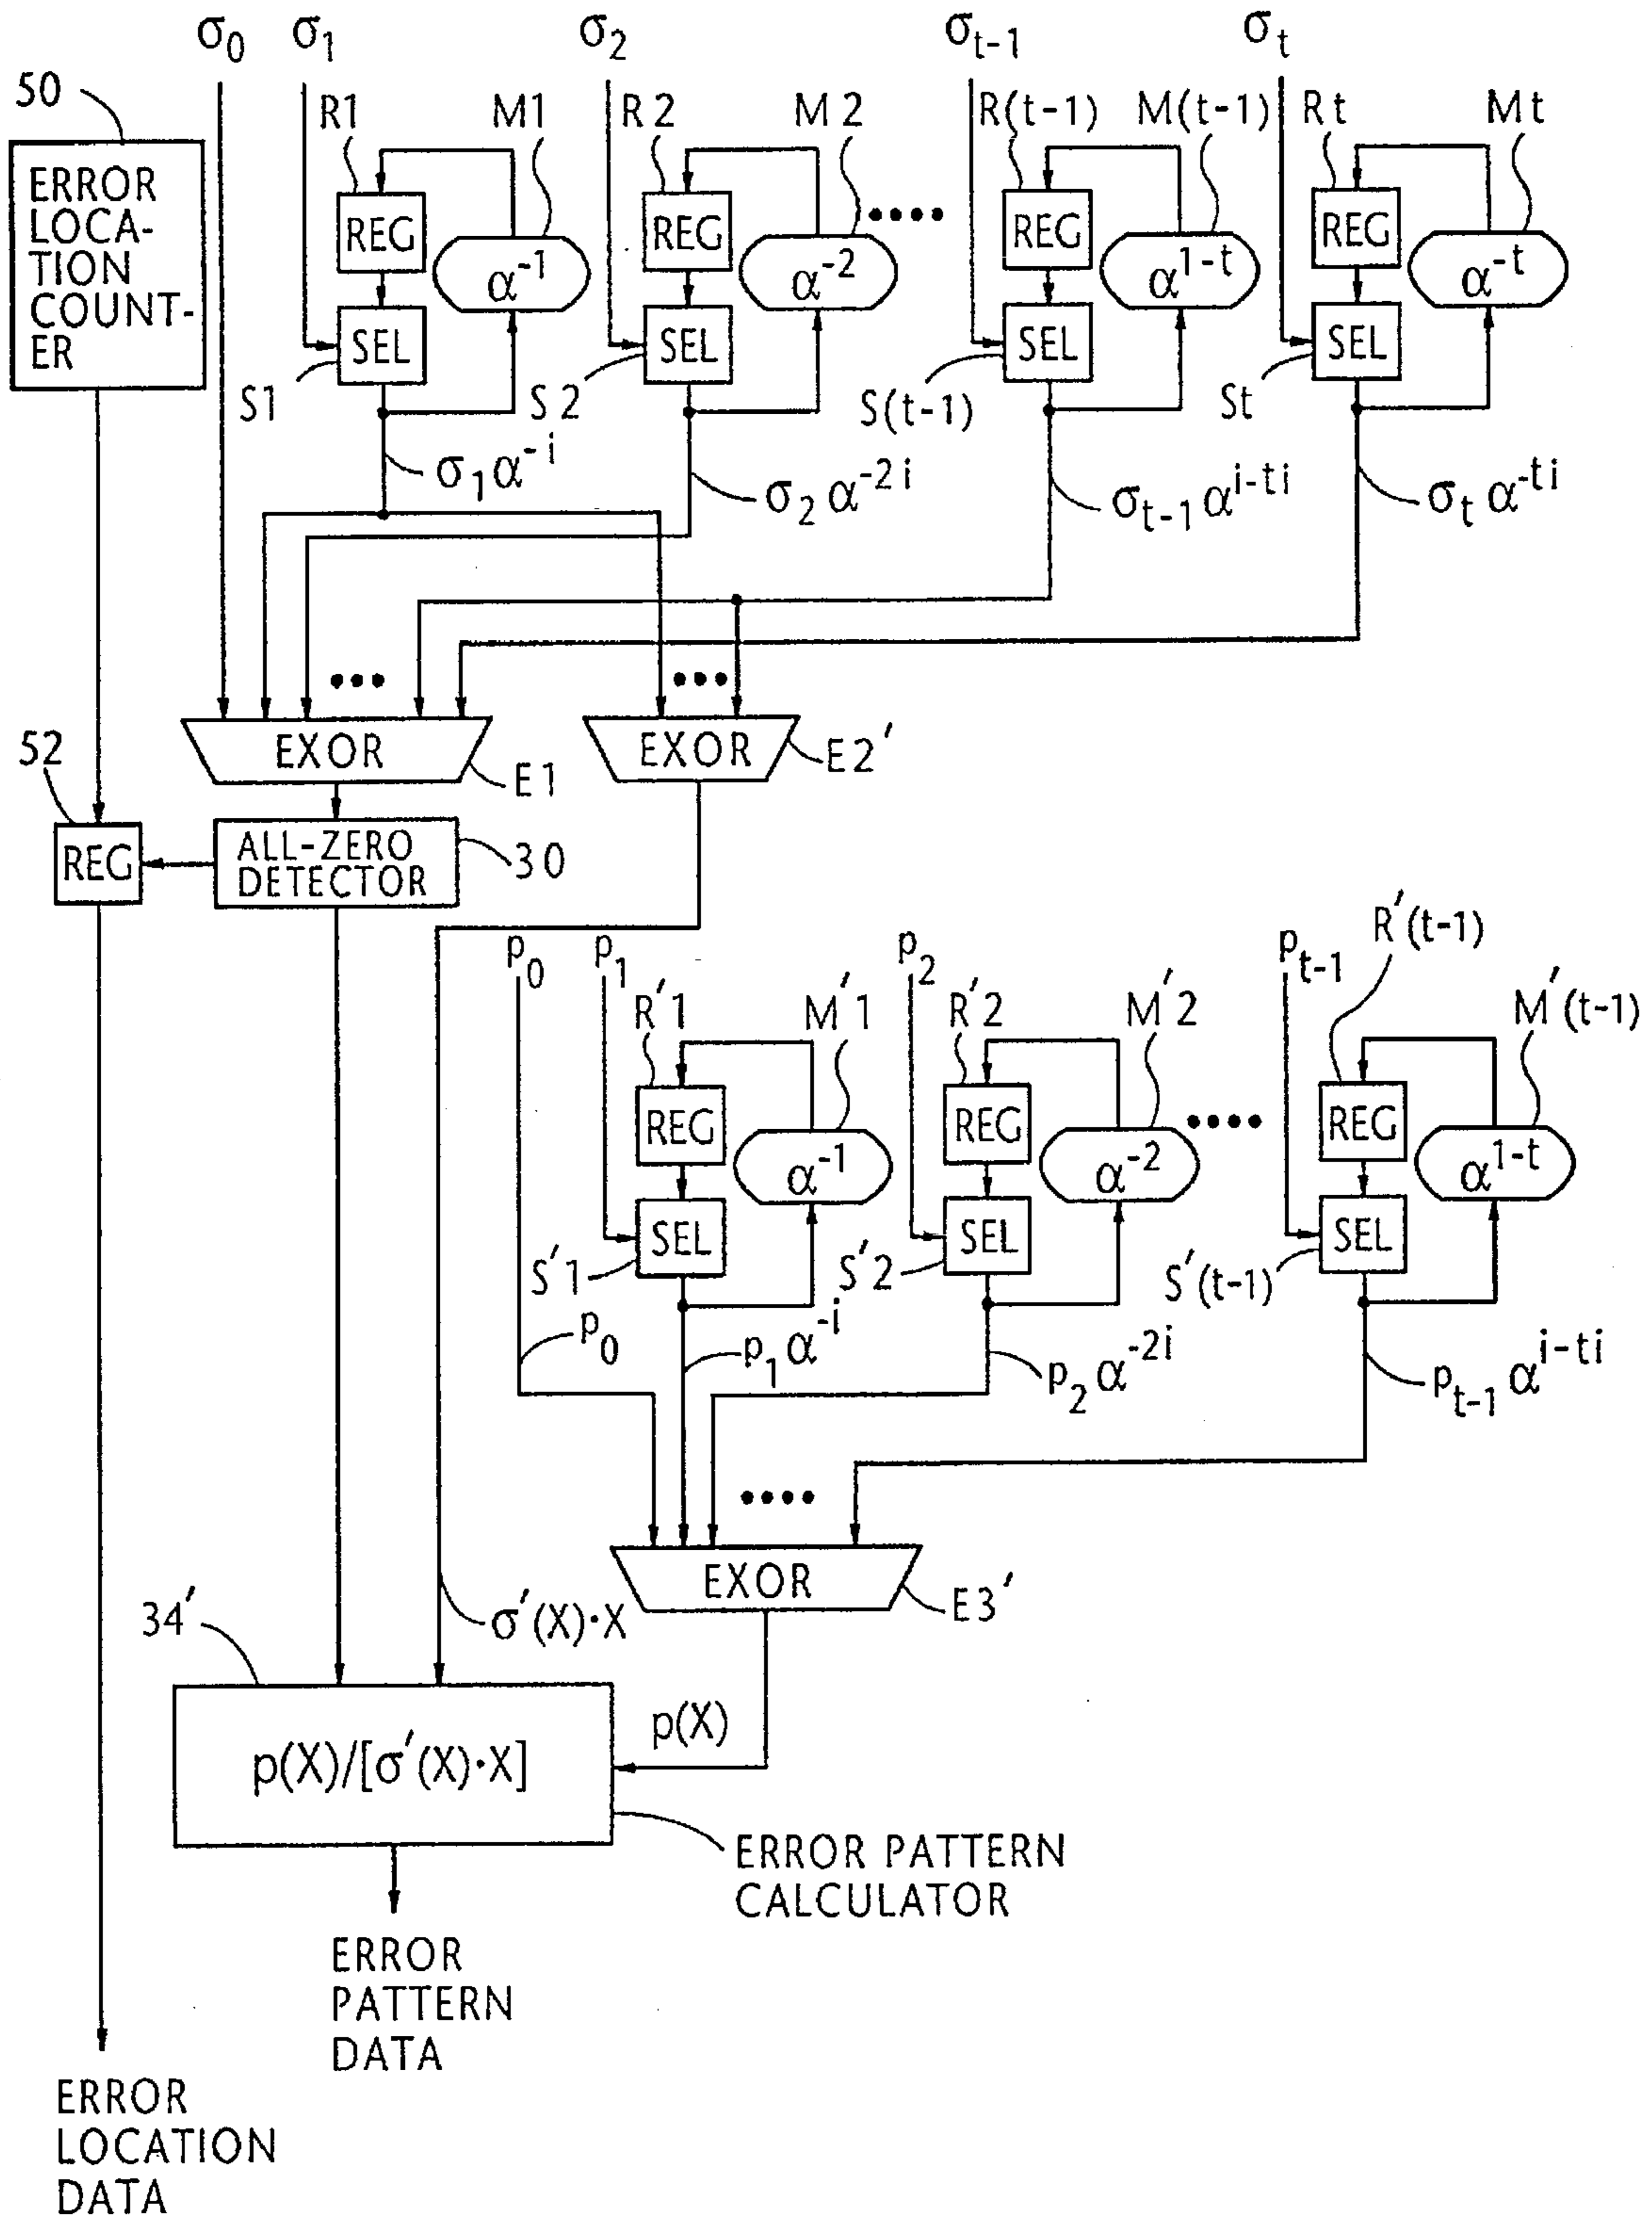 σ₀ σ₁ σ₂ σₜ₋₁ σₜ
50
R1 M1 R2 M2 R(t-1) M(t-1) Rt Mt
ERROR
LOCA-
TION
COUNT-
ER
REG REG REG REG
α⁻¹ α⁻² α¹⁻ᵗ α⁻ᵗ
SEL SEL SEL SEL
S1 S2 S(t-1) St
σ₁α⁻ⁱ σ₂α⁻²ⁱ σₜ₋₁αⁱ⁻ᵗⁱ σₜα⁻ᵗⁱ
52 EXOR E1 EXOR E2'
REG ALL-ZERO
DETECTOR 30
p₀ p₁ p₂ pₜ₋₁ R'(t-1)
R'1 M'1 R'2 M'2 M'(t-1)
REG REG REG
α⁻¹ α⁻² α¹⁻ᵗ
SEL SEL SEL
S'1 S'2 S'(t-1)
p₀ p₁α⁻ⁱ p₂α⁻²ⁱ pₜ₋₁αⁱ⁻ᵗⁱ
EXOR E3'
34' σ'(X)·X
p(X)
p(X)/[σ'(X)·X]
ERROR PATTERN
CALCULATOR
ERROR
PATTERN
DATA
ERROR
LOCATION
DATA